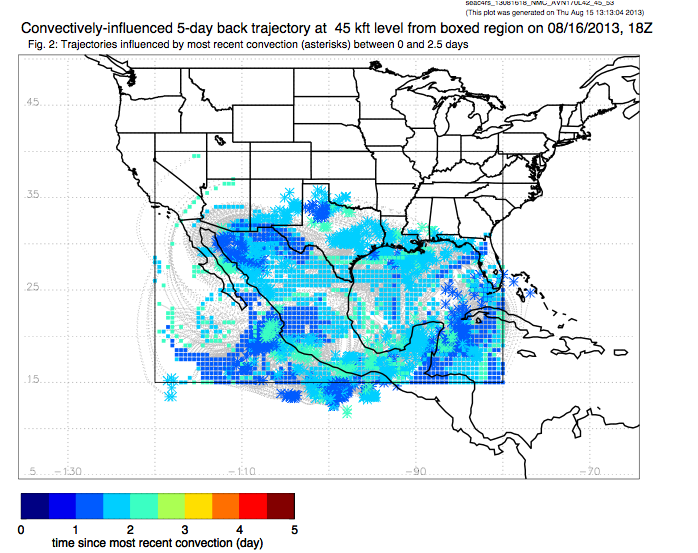 seac4rs_13081618_NMC_AVN170L42_45_53
(This plot was generated on Thu Aug 15 13:13:04 2013)
Convectively-influenced 5-day back trajectory at 45 kft level from boxed region on 08/16/2013, 18Z
Fig. 2: Trajectories influenced by most recent convection (asterisks) between 0 and 2.5 days
45
35
25
15
5 -130 -110 -90 -70
0 1 2 3 4 5
time since most recent convection (day)